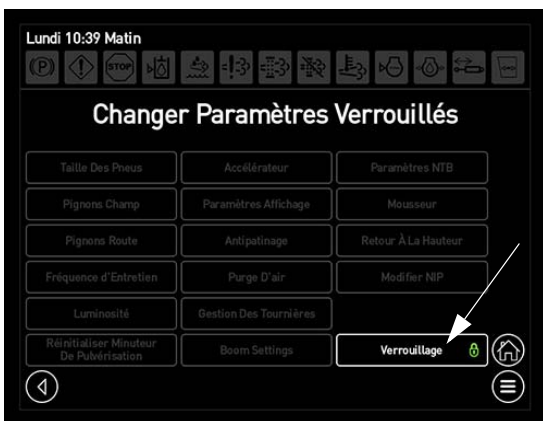 Lundi 10:39 Matin
P STOP
Changer Paramètres Verrouillés
Taille Des Pneus Accélérateur Paramètres NTB
Pignons Champ Paramètres Affichage Mousseur
Pignons Route Antipatinage Retour À La Hauteur
Fréquence d'Entretien Purge D'air Modifier NIP
Luminosité Gestion Des Tournières
Réinitialiser Minuteur
De Pulvérisation Boom Settings Verrouillage